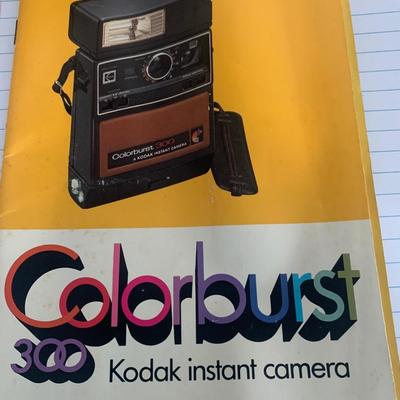 Colorburst 300
A KODAK INSTANT CAMERA
Colorburst
300
Kodak instant camera